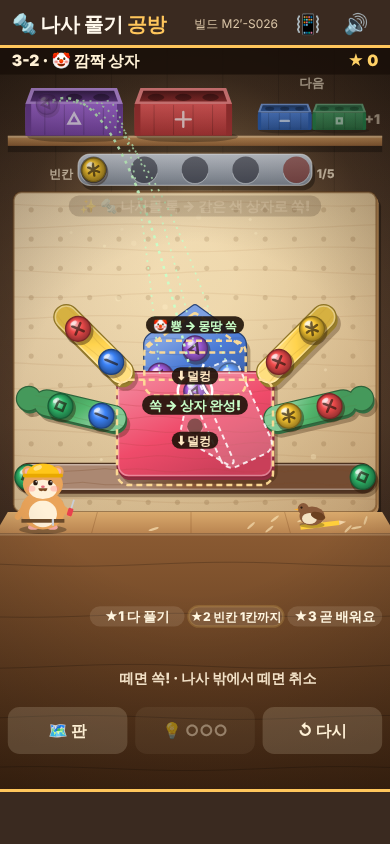 나사 풀기 공방
빌드 M2′-S026
3-2 · 🤡 깜짝 상자
★ 0
다음
+1
빈칸
1/5
🔩 나사를 톡 → 같은 색 상자로 쏙!
🤡 뿅 → 몽땅 쏙
⬇덜컹
쏙 → 상자 완성!
⬇덜컹
★1 다 풀기
★2 빈칸 1칸까지
★3 곧 배워요
떼면 쏙! · 나사 밖에서 떼면 취소
🗺️ 판
💡 ○○○
↺ 다시